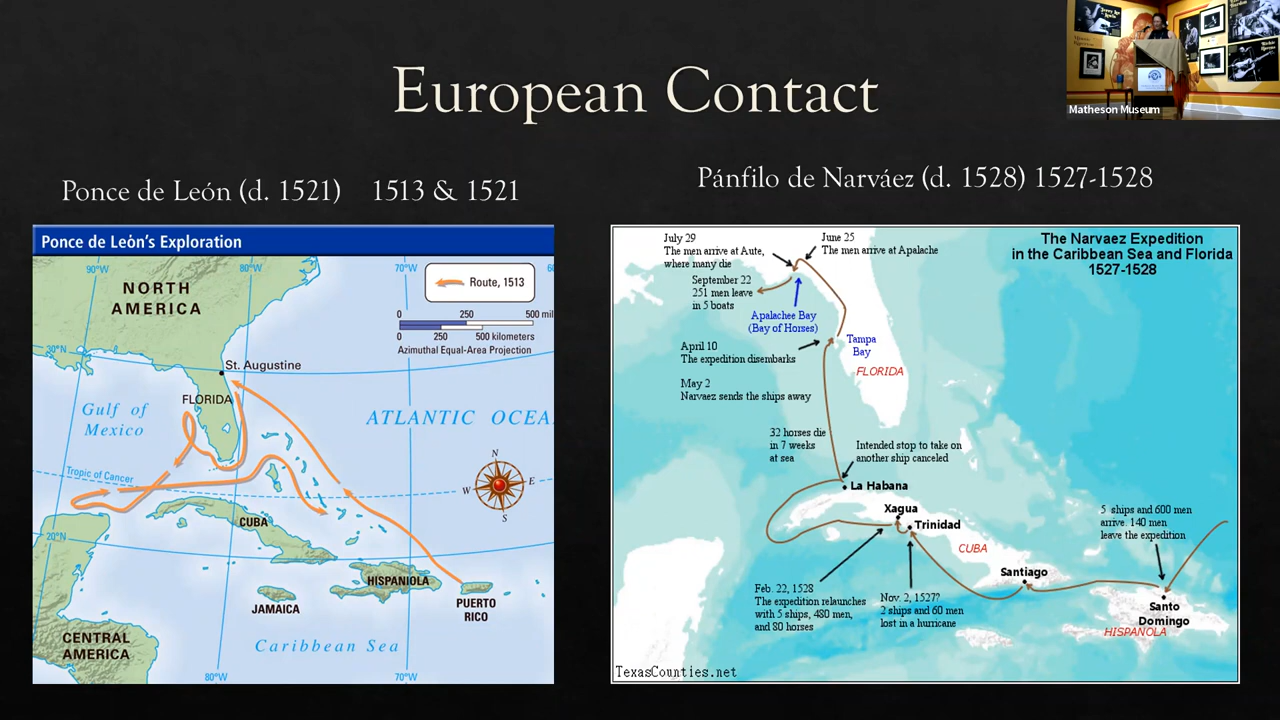 European Contact
Matheson Museum
Ponce de León (d. 1521) 1513 & 1521
Pánfilo de Narváez (d. 1528) 1527-1528
Ponce de León's Exploration
90°W
80°W
70°W
60
NORTH
AMERICA
Route, 1513
0 250 500 mil
0 250 500 kilometers
Azimuthal Equal-Area Projection
30°N
St. Augustine
FLORIDA
Gulf of
Mexico
ATLANTIC OCEA
Tropic of Cancer
N
W E
S
CUBA
20°N
HISPANIOLA
JAMAICA
PUERTO
RICO
CENTRAL
AMERICA
Caribbean Sea
80°W
70°W
The Narvaez Expedition
in the Caribbean Sea and Florida
1527-1528
July 29
The men arrive at Aute,
where many die
June 25
The men arrive at Apalache
September 22
251 men leave
in 5 boats
Apalachee Bay
(Bay of Horses)
April 10
The expedition disembarks
Tampa
Bay
FLORIDA
May 2
Narvaez sends the ships away
32 horses die
in 7 weeks
at sea
Intended stop to take on
another ship canceled
La Habana
Xagua
Trinidad
CUBA
5 ships and 600 men
arrive. 140 men
leave the expedition
Santiago
Feb. 22, 1528
The expedition relaunches
with 5 ships, 480 men,
and 80 horses
Nov. 2, 1527?
2 ships and 60 men
lost in a hurricane
Santo
Domingo
HISPANOLA
TexasCounties.net